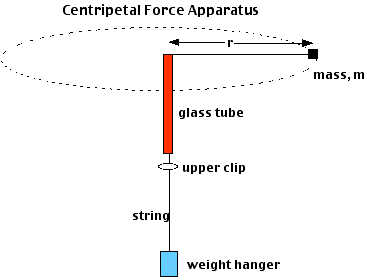 Centripetal Force Apparatus
r
mass, m
glass tube
upper clip
string
weight hanger